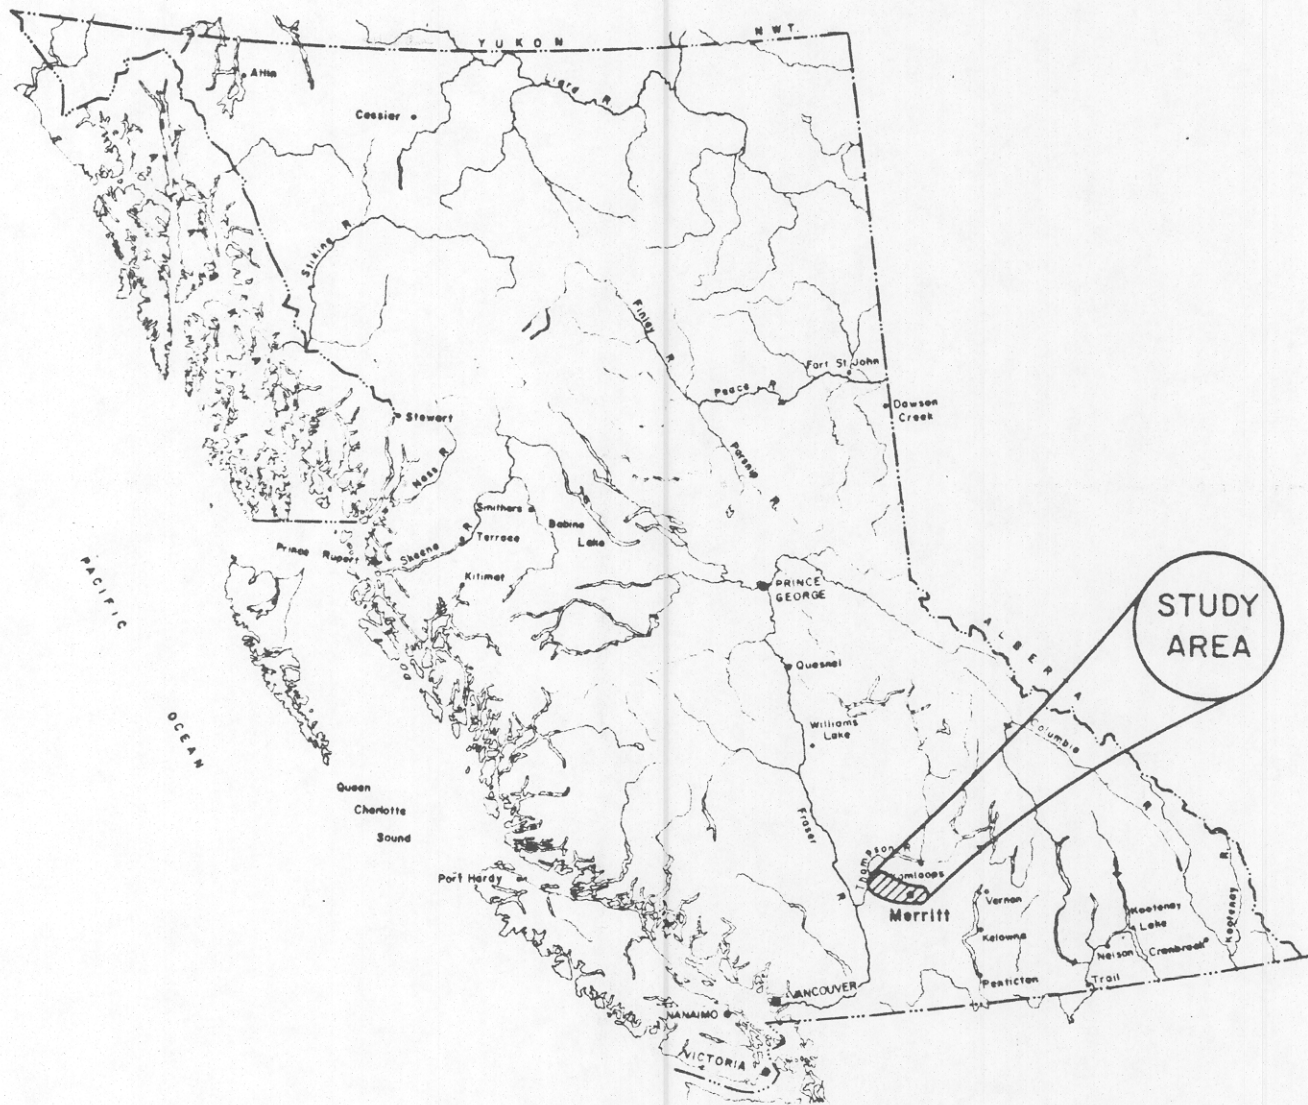 YUKON
N.W.T.
Atlin
Liard R
Cassiar
Stikine R
Finlay R
Fort St John
Peace R
Dawson
Creek
Stewart
Nass R
Parsnip R
Smithers
Babine
Lake
Skeena R
Terrace
Prince Rupert
Kitimat
PACIFIC
OCEAN
PRINCE
GEORGE
ALBERTA
STUDY
AREA
Quesnel
Williams
Lake
Columbia R
Queen
Charlotte
Sound
Fraser R
Thompson R
Kamloops
Port Hardy
Merritt
Vernon
Kootenay
Lake
Kootenay R
Kelowna
Nelson
Cranbrook
Penticton
Trail
VANCOUVER
NANAIMO
VICTORIA